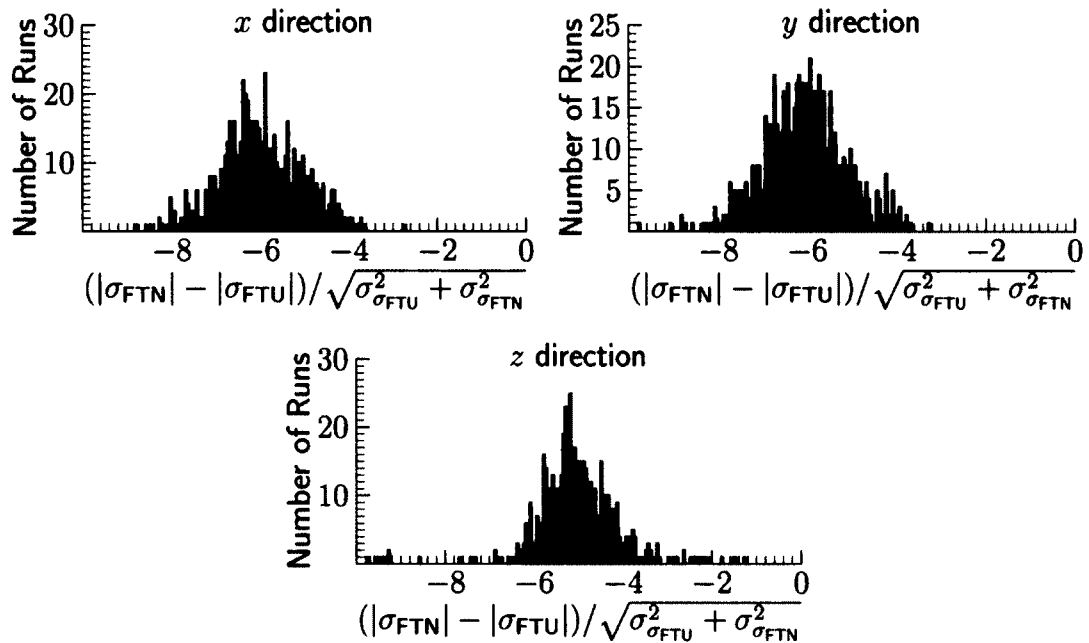 x direction
Number of Runs
30
20
10
−8 −6 −4 −2 0
(|σFTN| − |σFTU|)/√σ²σFTU + σ²σFTN
y direction
Number of Runs
25
20
15
10
5
−8 −6 −4 −2 0
(|σFTN| − |σFTU|)/√σ²σFTU + σ²σFTN
z direction
Number of Runs
30
20
10
−8 −6 −4 −2 0
(|σFTN| − |σFTU|)/√σ²σFTU + σ²σFTN